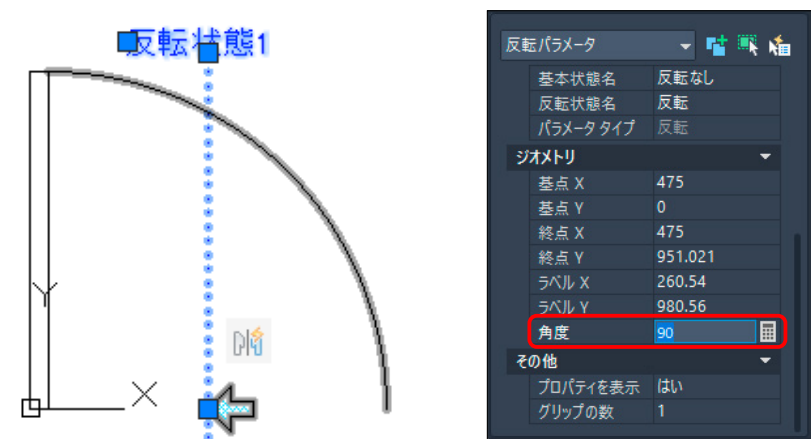 反転状態1
Y
X
反転パラメータ
基本状態名 反転なし
反転状態名 反転
パラメータ タイプ 反転
ジオメトリ
基点 X 475
基点 Y 0
終点 X 475
終点 Y 951.021
ラベル X 260.54
ラベル Y 980.56
角度 90
その他
プロパティを表示 はい
グリップの数 1